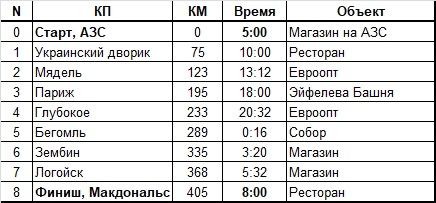 N КП КМ Время Объект
0 Старт, АЗС 0 5:00 Магазин на АЗС
1 Украинский дворик 75 10:00 Ресторан
2 Мядель 123 13:12 Евроопт
3 Париж 195 18:00 Эйфелева Башня
4 Глубокое 233 20:32 Евроопт
5 Бегомль 289 0:16 Собор
6 Зембин 335 3:20 Магазин
7 Логойск 368 5:32 Магазин
8 Финиш, Макдональс 405 8:00 Ресторан